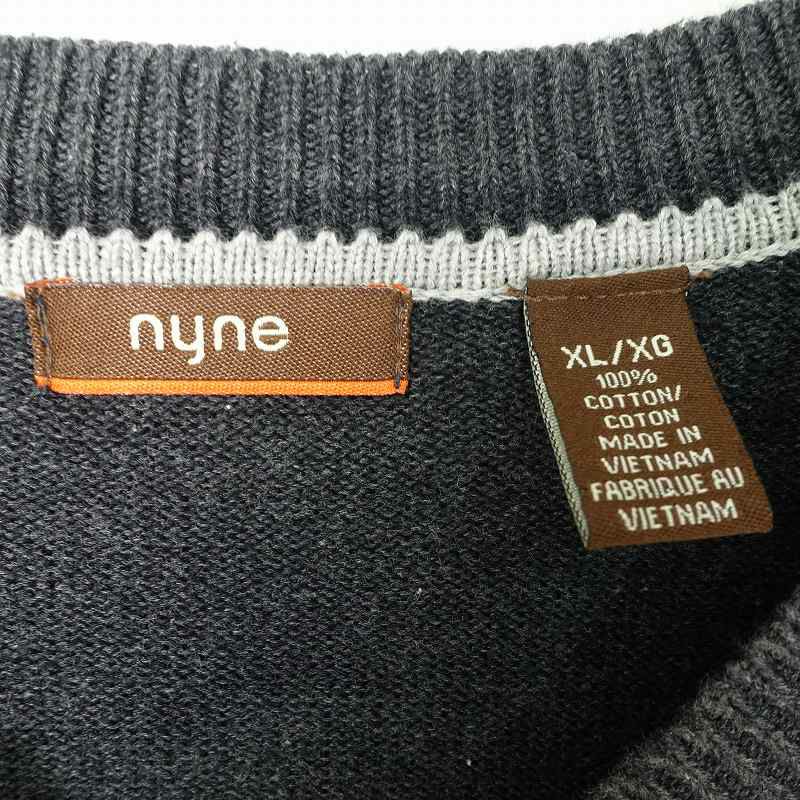 nyne
XL/XG
100%
COTTON/
COTON
MADE IN
VIETNAM
FABRIQUE AU
VIETNAM